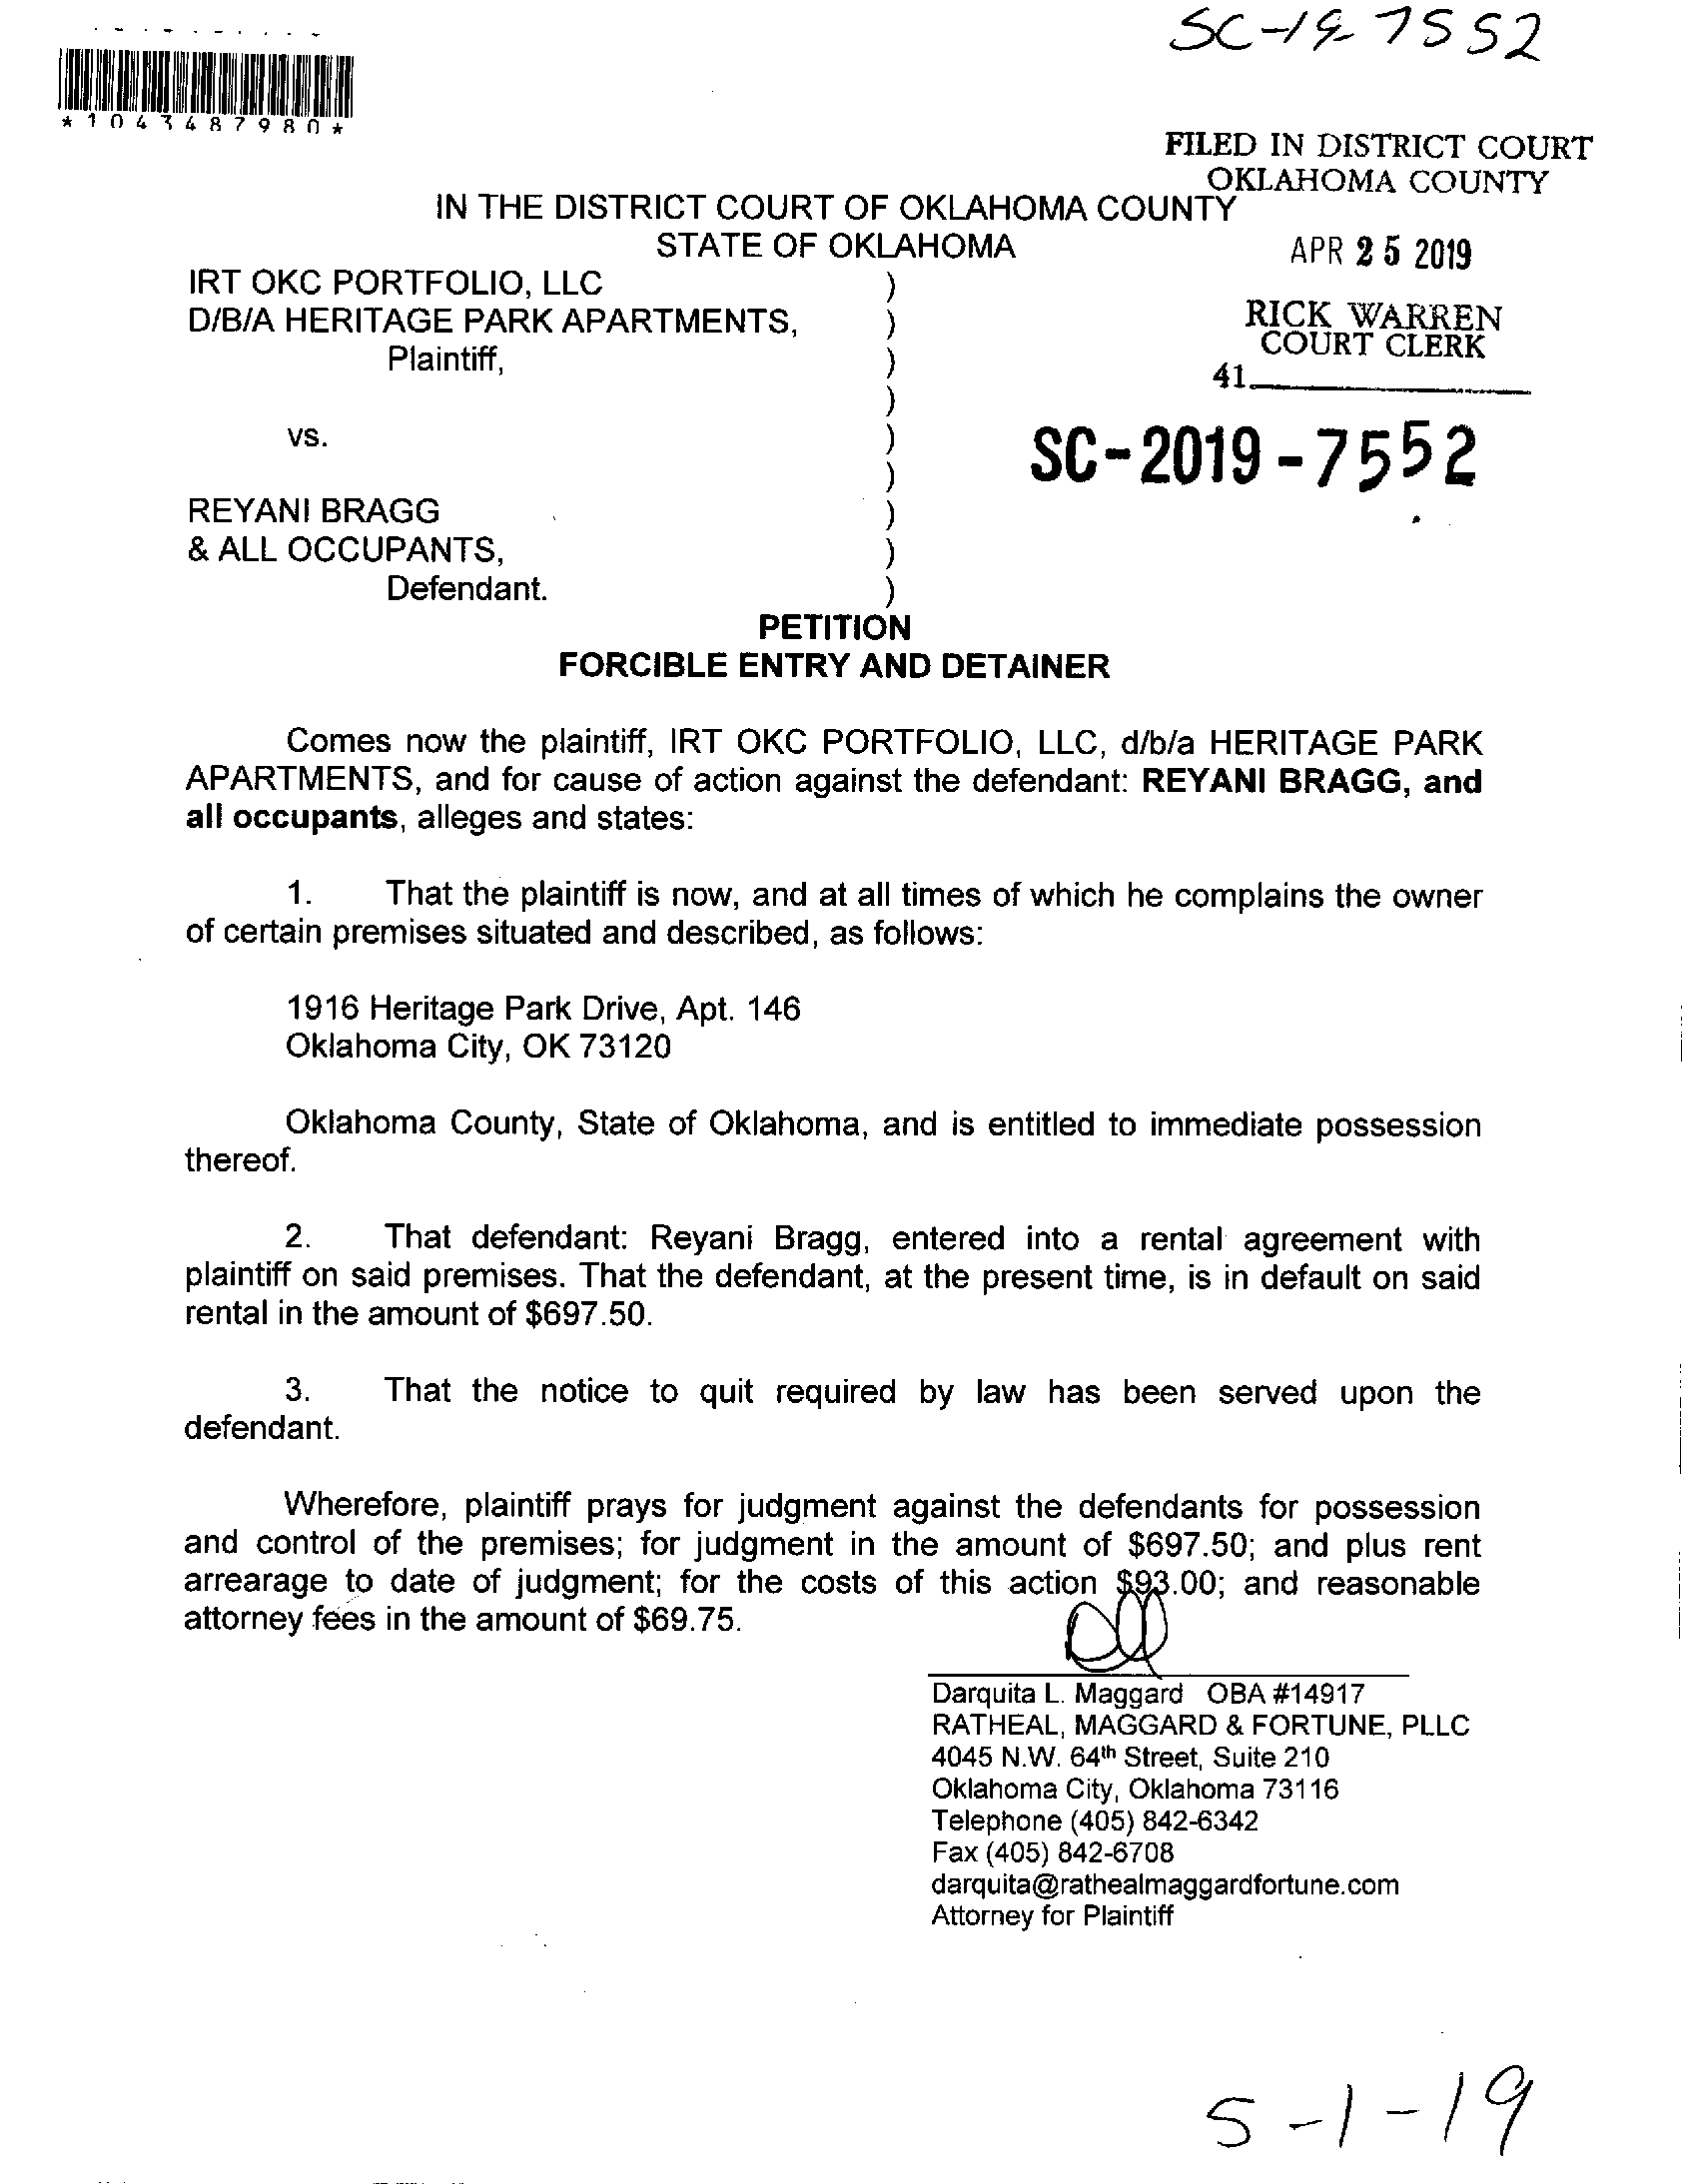 SC-19-7552
*1043487980*
FILED IN DISTRICT COURT
OKLAHOMA COUNTY
IN THE DISTRICT COURT OF OKLAHOMA COUNTY
STATE OF OKLAHOMA
APR 25 2019
IRT OKC PORTFOLIO, LLC )
D/B/A HERITAGE PARK APARTMENTS, )
RICK WARREN
COURT CLERK
Plaintiff, )
41
)
vs. )
SC-2019-7552
)
REYANI BRAGG )
& ALL OCCUPANTS, )
Defendant. )
PETITION
FORCIBLE ENTRY AND DETAINER
Comes now the plaintiff, IRT OKC PORTFOLIO, LLC, d/b/a HERITAGE PARK
APARTMENTS, and for cause of action against the defendant: REYANI BRAGG, and
all occupants, alleges and states:
1. That the plaintiff is now, and at all times of which he complains the owner
of certain premises situated and described, as follows:
1916 Heritage Park Drive, Apt. 146
Oklahoma City, OK 73120
Oklahoma County, State of Oklahoma, and is entitled to immediate possession
thereof.
2. That defendant: Reyani Bragg, entered into a rental agreement with
plaintiff on said premises. That the defendant, at the present time, is in default on said
rental in the amount of $697.50.
3. That the notice to quit required by law has been served upon the
defendant.
Wherefore, plaintiff prays for judgment against the defendants for possession
and control of the premises; for judgment in the amount of $697.50; and plus rent
arrearage to date of judgment; for the costs of this action $93.00; and reasonable
attorney fees in the amount of $69.75.
Darquita L. Maggard OBA #14917
RATHEAL, MAGGARD & FORTUNE, PLLC
4045 N.W. 64th Street, Suite 210
Oklahoma City, Oklahoma 73116
Telephone (405) 842-6342
Fax (405) 842-6708
darquita@rathealmaggardfortune.com
Attorney for Plaintiff
5-1-19